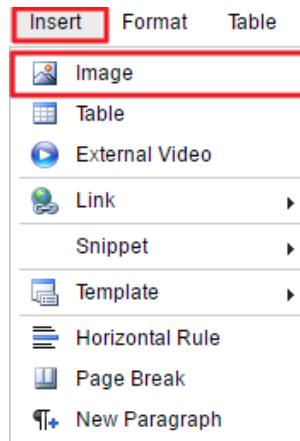 Insert Format Table
Image
Table
External Video
Link
Snippet
Template
Horizontal Rule
Page Break
New Paragraph